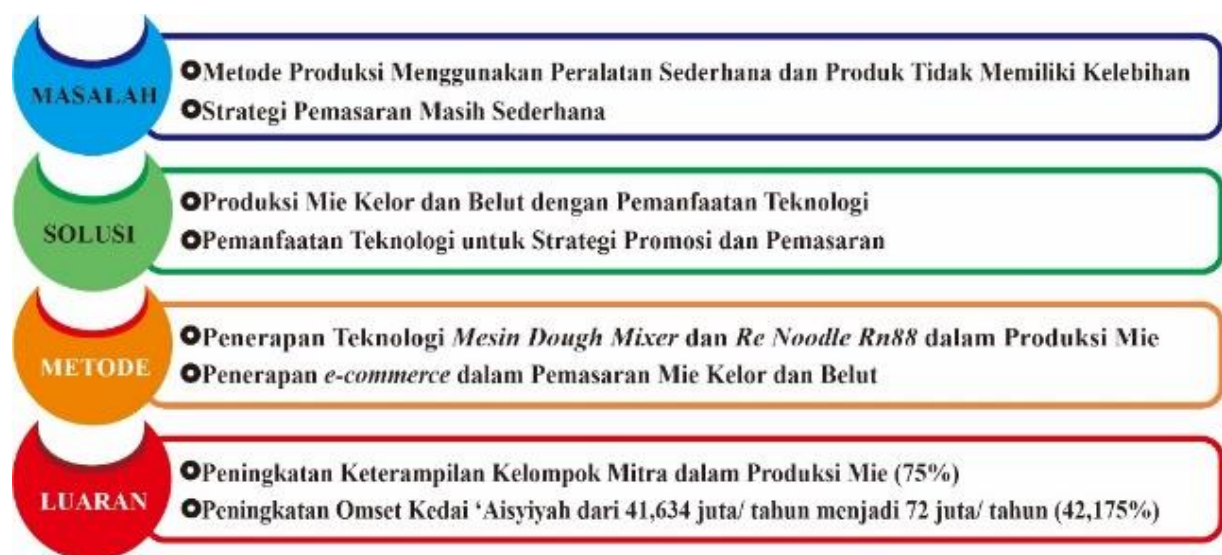 MASALAH
Metode Produksi Menggunakan Peralatan Sederhana dan Produk Tidak Memiliki Kelebihan
Strategi Pemasaran Masih Sederhana
SOLUSI
Produksi Mie Kelor dan Belut dengan Pemanfaatan Teknologi
Pemanfaatan Teknologi untuk Strategi Promosi dan Pemasaran
METODE
Penerapan Teknologi Mesin Dough Mixer dan Re Noodle Rn88 dalam Produksi Mie
Penerapan e-commerce dalam Pemasaran Mie Kelor dan Belut
LUARAN
Peningkatan Keterampilan Kelompok Mitra dalam Produksi Mie (75%)
Peningkatan Omset Kedai ‘Aisyiyah dari 41,634 juta/ tahun menjadi 72 juta/ tahun (42,175%)